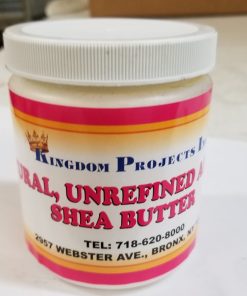 KINGDOM PROJECTS I
URAL, UNREFINED A
SHEA BUTTER
TEL: 718-620-8000
2957 WEBSTER AVE., BRONX, NY